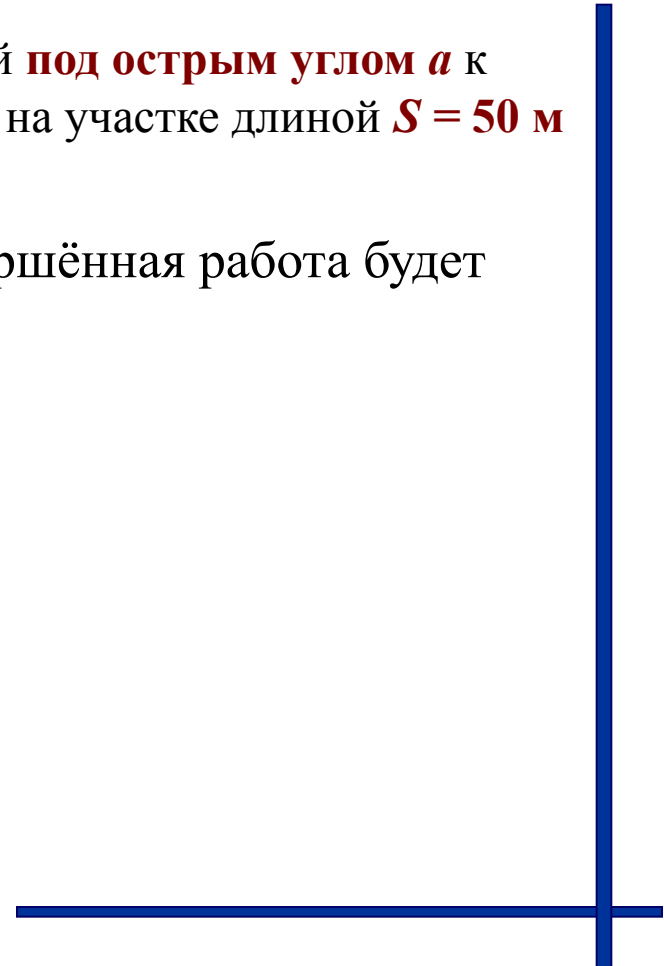 й под острым углом a к
на участке длиной S = 50 м
ршённая работа будет